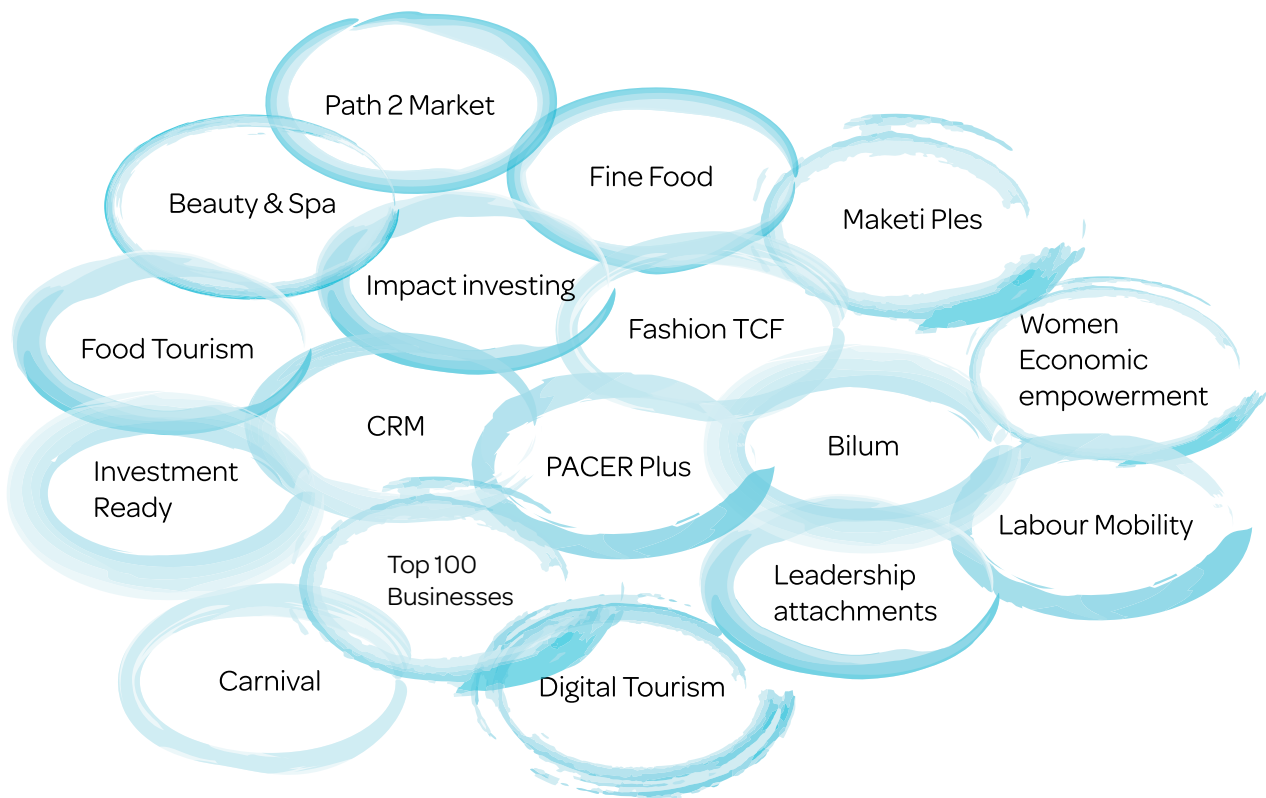 Path 2 Market
Fine Food
Beauty & Spa
Maketi Ples
Impact investing
Fashion TCF
Women
Economic
empowerment
Food Tourism
CRM
Bilum
PACER Plus
Investment
Ready
Labour Mobility
Top 100
Businesses
Leadership
attachments
Carnival
Digital Tourism